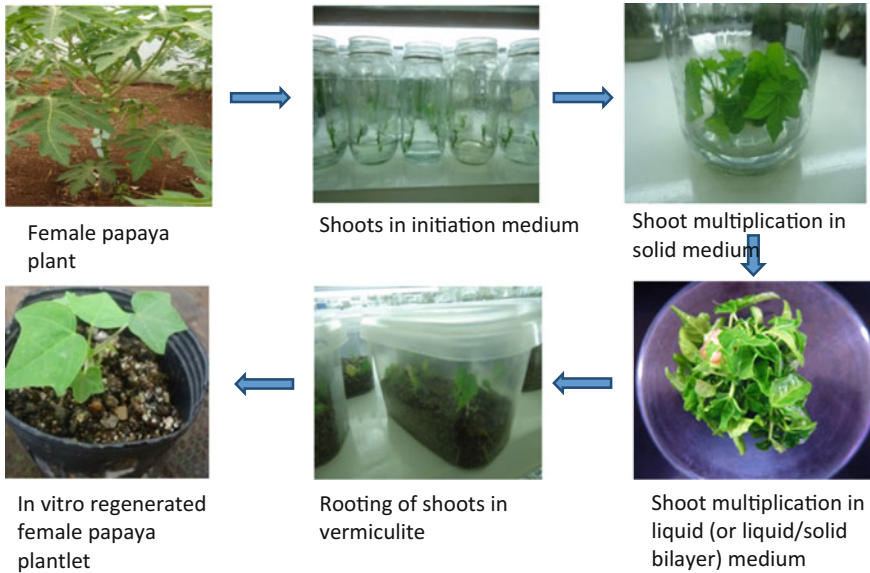 Female papaya
plant
Shoots in initiation medium
Shoot multiplication in
solid medium
Shoot multiplication in
liquid (or liquid/solid
bilayer) medium
Rooting of shoots in
vermiculite
In vitro regenerated
female papaya
plantlet